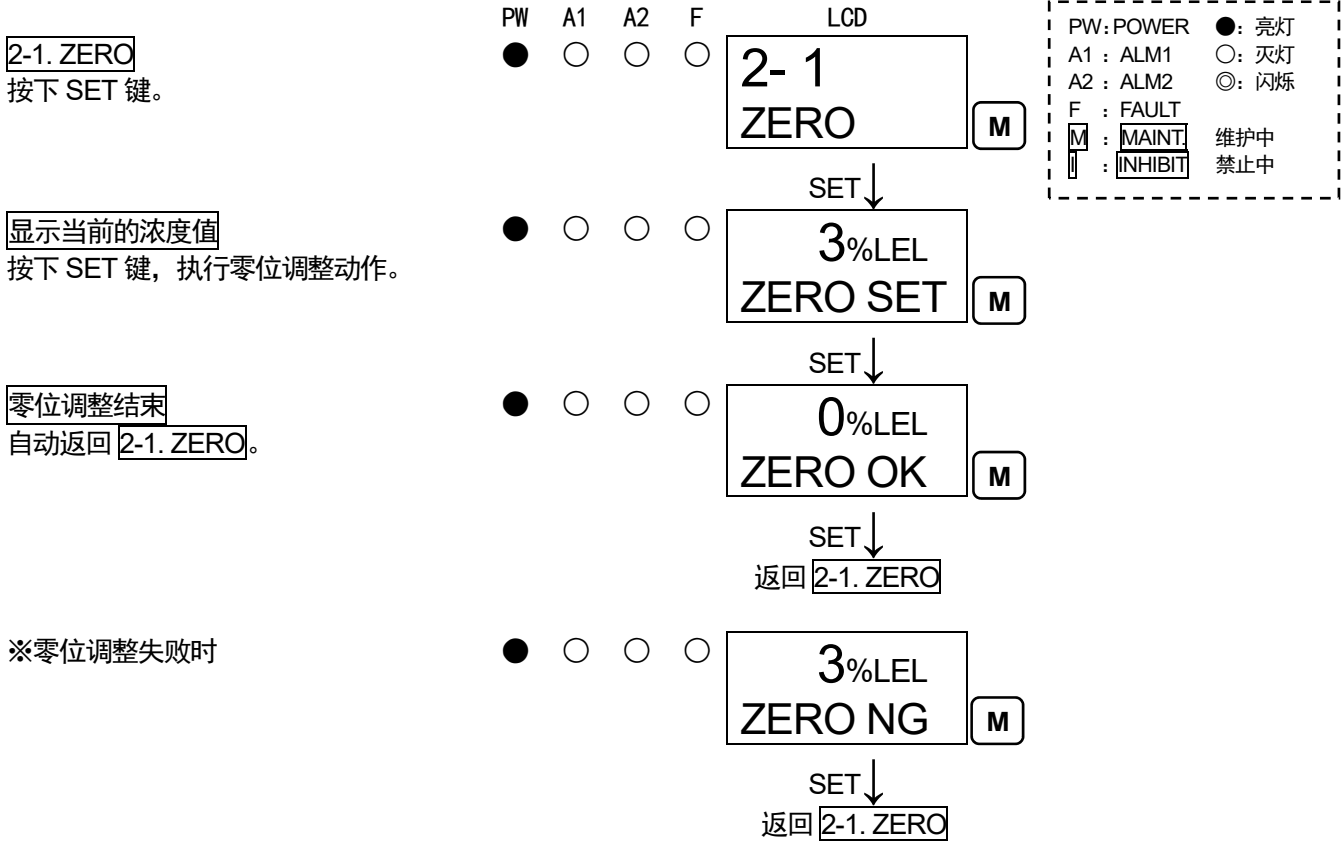 PW A1 A2 F LCD
PW:POWER ●:亮灯
A1 : ALM1 ○:灭灯
A2 : ALM2 ◎:闪烁
F : FAULT
M : MAINT. 维护中
I : INHIBIT 禁止中
2-1. ZERO ● ○ ○ ○
按下 SET 键。
2- 1
ZERO M
SET↓
显示当前的浓度值 ● ○ ○ ○
按下 SET 键，执行零位调整动作。
3%LEL
ZERO SET M
SET↓
零位调整结束 ● ○ ○ ○
自动返回 2-1. ZERO。
0%LEL
ZERO OK M
SET↓
返回 2-1. ZERO
※零位调整失败时 ● ○ ○ ○
3%LEL
ZERO NG M
SET↓
返回 2-1. ZERO